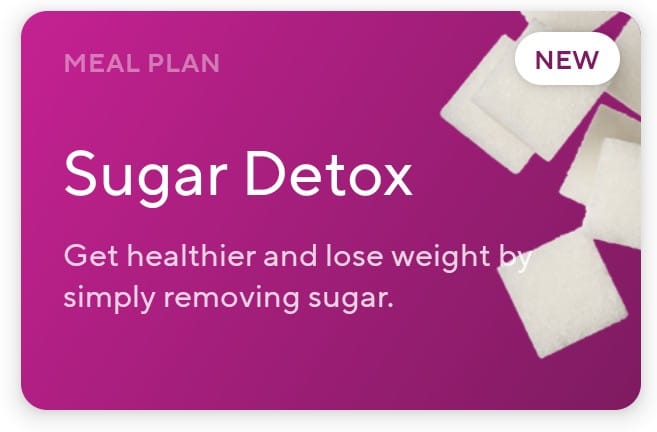 MEAL PLAN
NEW
Sugar Detox
Get healthier and lose weight by
simply removing sugar.